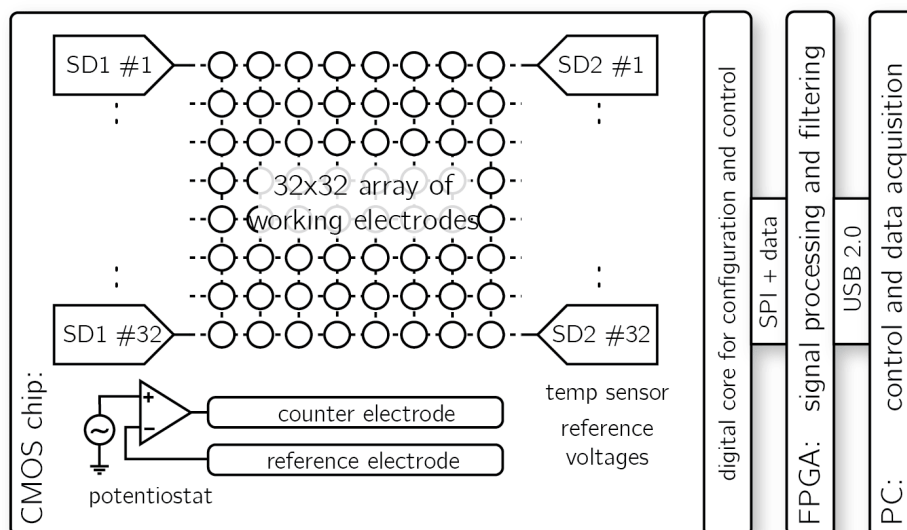 SD1 #1
SD2 #1
32x32 array of
working electrodes
SD1 #32
SD2 #32
counter electrode
reference electrode
potentiostat
temp sensor
reference
voltages
CMOS chip:
digital core for configuration and control
SPI + data
FPGA: signal processing and filtering
USB 2.0
PC: control and data acquisition